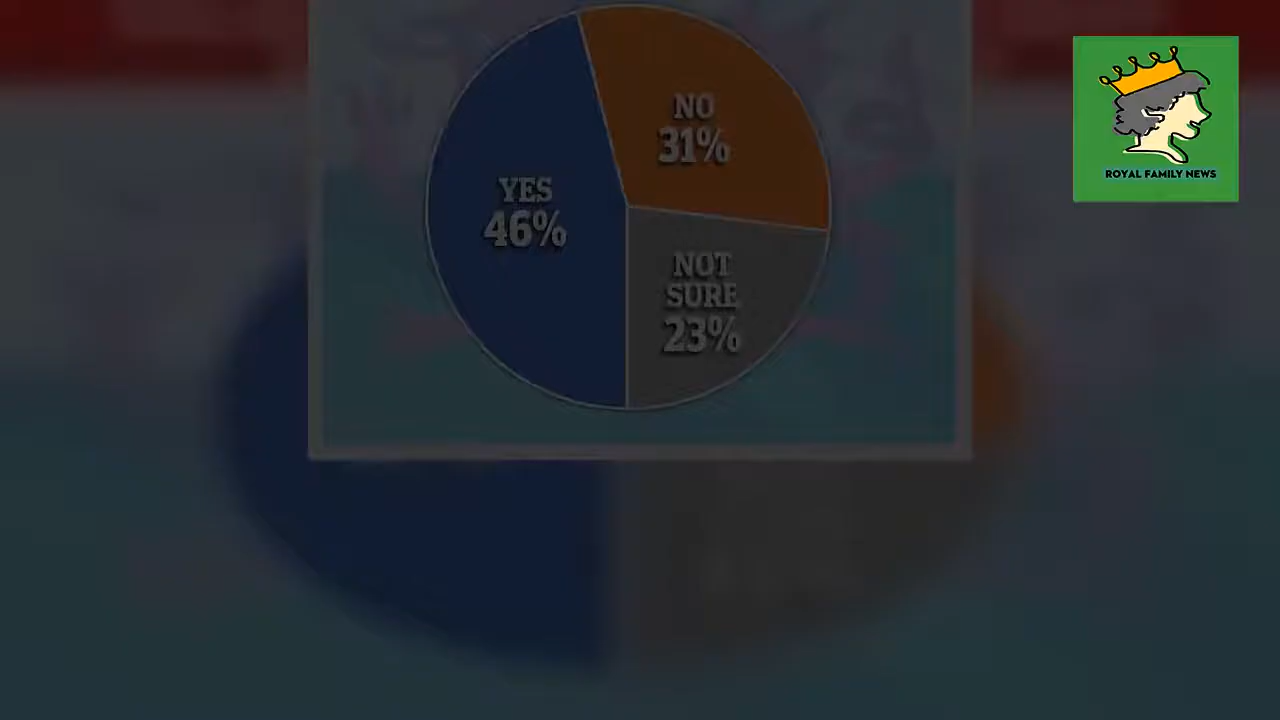 NO
31%
YES
46%
NOT
SURE
23%
ROYAL FAMILY NEWS